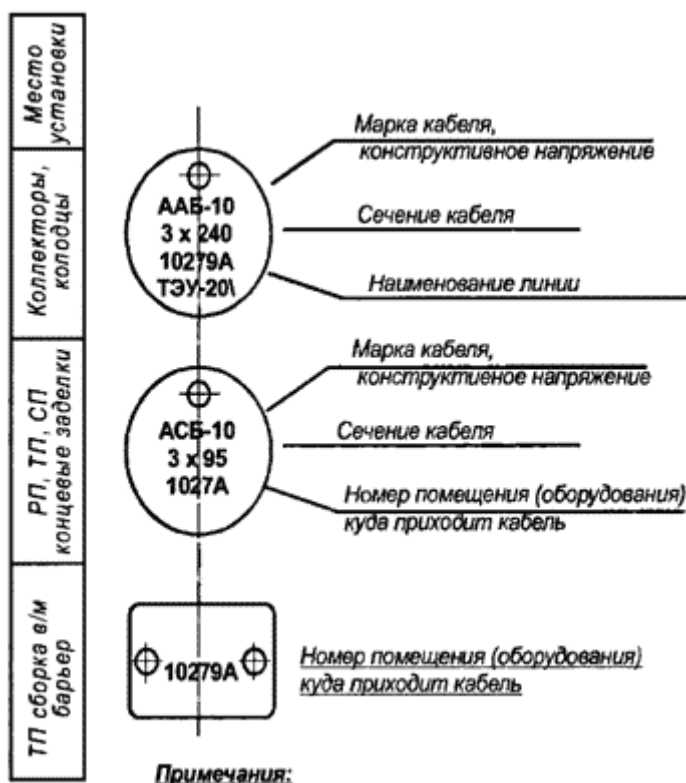 Место
установки
Марка кабеля,
конструктивное напряжение
Коллекторы,
колодцы
ААБ-10
3 х 240
10279А
ТЭУ-20\
Сечение кабеля
Наименование линии
РП, ТП, СП
концевые заделки
Марка кабеля,
конструктиеное напряжение
АСБ-10
3 х 95
1027А
Сечение кабеля
Номер помещения (оборудования)
куда приходит кабель
ТП сборка в/м
барьер
10279А
Номер помещения (оборудования)
куда приходит кабель
Примечания: